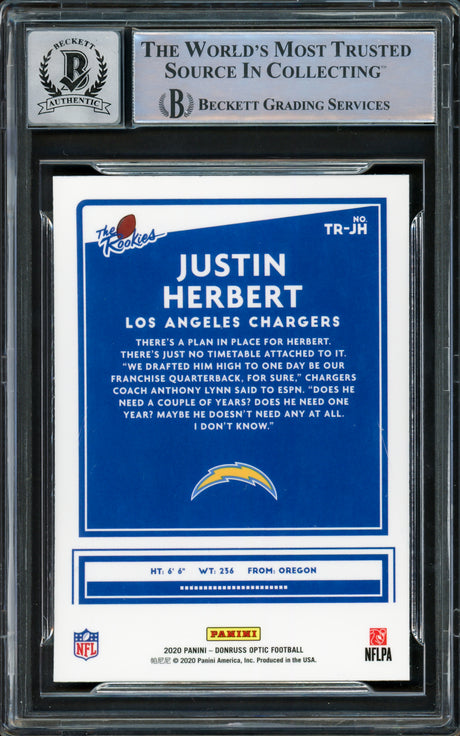 BECKETT
B
AUTHENTIC
THE WORLD'S MOST TRUSTED
SOURCE IN COLLECTING™
B BECKETT GRADING SERVICES
The Rookies
NO.
TR-JH
JUSTIN
HERBERT
LOS ANGELES CHARGERS
THERE'S A PLAN IN PLACE FOR HERBERT.
THERE'S JUST NO TIMETABLE ATTACHED TO IT.
"WE DRAFTED HIM HIGH TO ONE DAY BE OUR
FRANCHISE QUARTERBACK, FOR SURE," CHARGERS
COACH ANTHONY LYNN SAID TO ESPN. "DOES HE
NEED A COUPLE OF YEARS? DOES HE NEED ONE
YEAR? MAYBE HE DOESN'T NEED ANY AT ALL.
I DON'T KNOW."
HT: 6' 6" WT: 236 FROM: OREGON
NFL
PANINI
NFLPA
2020 PANINI – DONRUSS OPTIC FOOTBALL
帕尼尼 © 2020 Panini America, Inc. Produced in the USA.